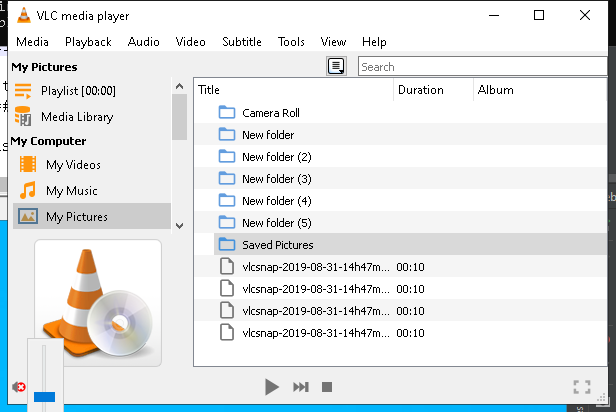 VLC media player
Media Playback Audio Video Subtitle Tools View Help
My Pictures
Search
Playlist [00:00]
Media Library
My Computer
My Videos
My Music
My Pictures
Title Duration Album
Camera Roll
New folder
New folder (2)
New folder (3)
New folder (4)
New folder (5)
Saved Pictures
vlcsnap-2019-08-31-14h47m... 00:10
vlcsnap-2019-08-31-14h47m... 00:10
vlcsnap-2019-08-31-14h47m... 00:10
vlcsnap-2019-08-31-14h47m... 00:10